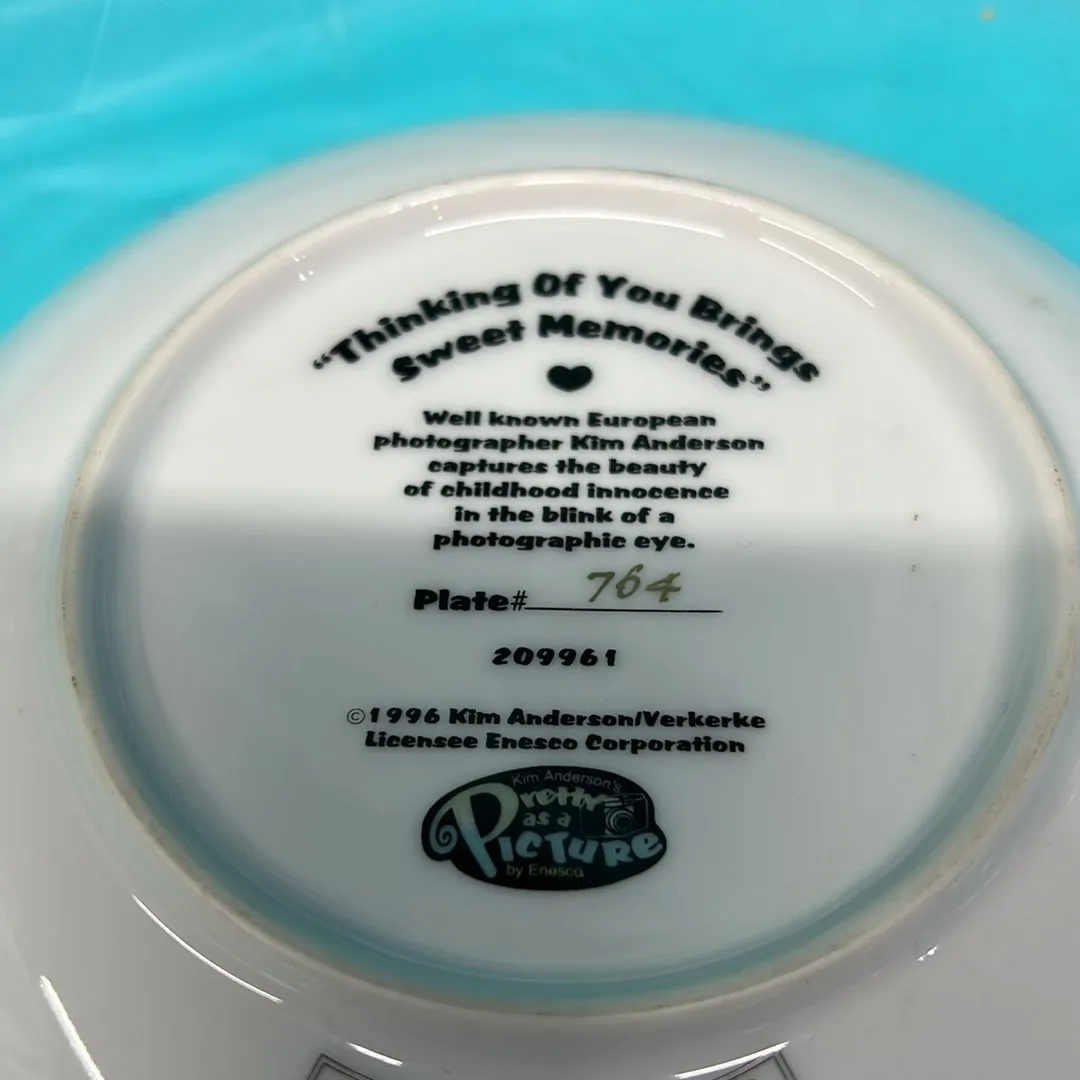 “Thinking Of You Brings
Sweet Memories”
Well known European
photographer Kim Anderson
captures the beauty
of childhood innocence
in the blink of a
photographic eye.
Plate# 764
209961
©1996 Kim Anderson/Verkerke
Licensee Enesco Corporation
Kim Anderson's
Pretty
as a
Picture
by Enesco